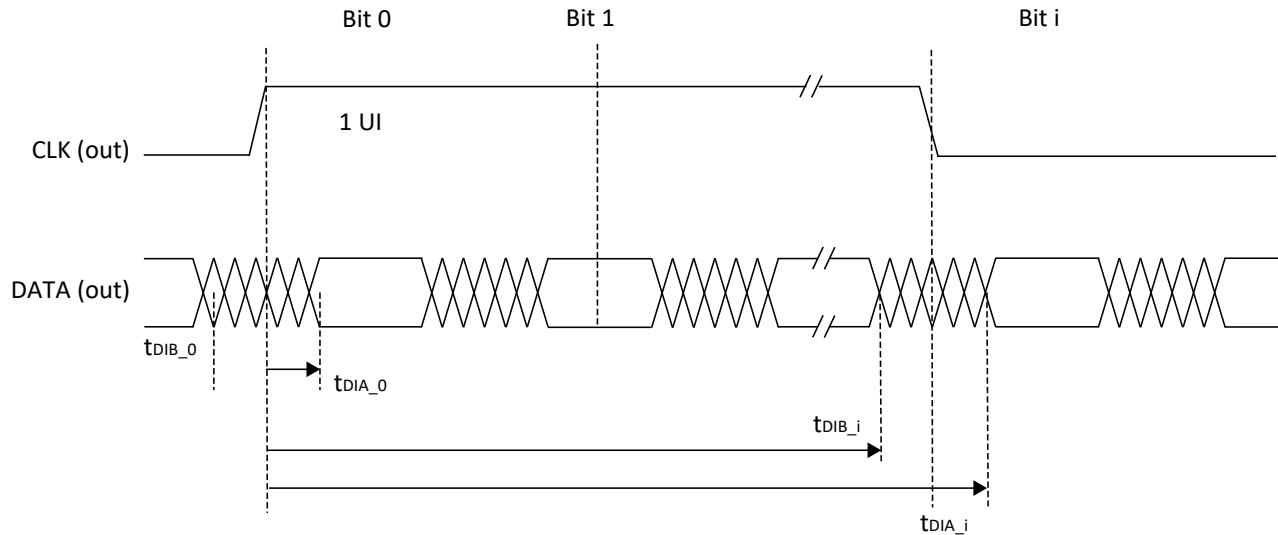 Bit 0 Bit 1 Bit i
1 UI
CLK (out)
DATA (out)
tDIB_0
tDIA_0
tDIB_i
tDIA_i